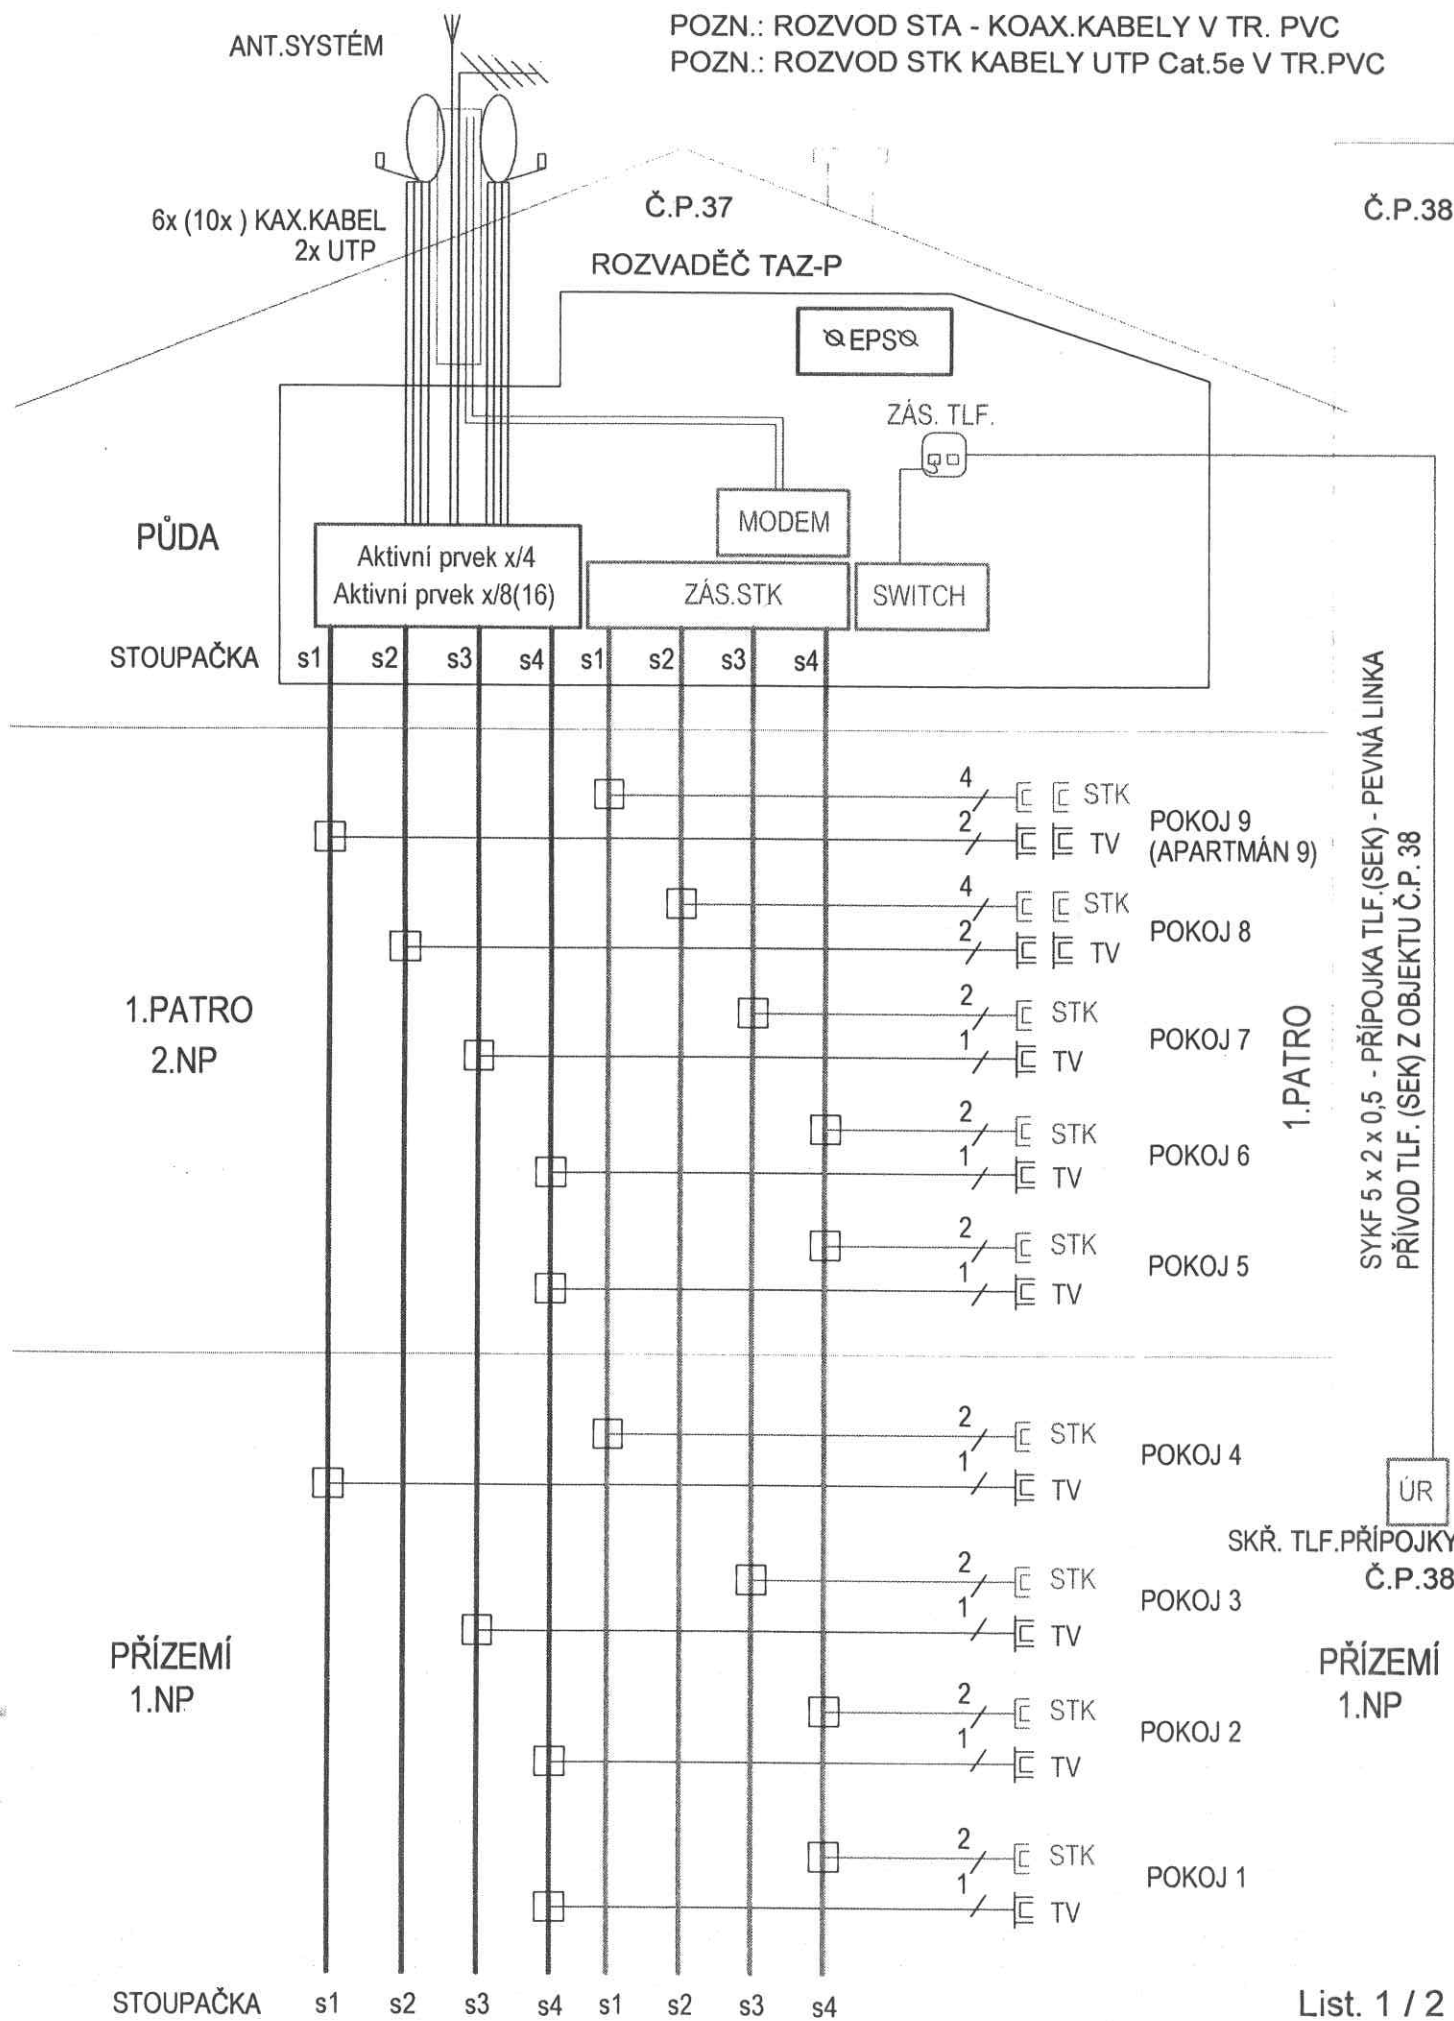 POZN.: ROZVOD STA - KOAX.KABELY V TR. PVC
POZN.: ROZVOD STK KABELY UTP Cat.5e V TR.PVC
ANT.SYSTÉM
6x (10x ) KAX.KABEL
2x UTP
Č.P.37
Č.P.38
ROZVADĚČ TAZ-P
EPS
ZÁS. TLF.
MODEM
PŮDA
Aktivní prvek x/4
Aktivní prvek x/8(16)
ZÁS.STK
SWITCH
STOUPAČKA s1 s2 s3 s4 s1 s2 s3 s4
4 STK
2 TV
POKOJ 9
(APARTMÁN 9)
4 STK
2 TV
POKOJ 8
1.PATRO
2.NP
2 STK
1 TV
POKOJ 7
2 STK
1 TV
POKOJ 6
2 STK
1 TV
POKOJ 5
1.PATRO
SYKF 5 x 2 x 0,5 - PŘÍPOJKA TLF.(SEK) - PEVNÁ LINKA
PŘÍVOD TLF. (SEK) Z OBJEKTU Č.P. 38
2 STK
1 TV
POKOJ 4
ÚR
SKŘ. TLF.PŘÍPOJKY
Č.P.38
2 STK
1 TV
POKOJ 3
PŘÍZEMÍ
1.NP
PŘÍZEMÍ
1.NP
2 STK
1 TV
POKOJ 2
2 STK
1 TV
POKOJ 1
STOUPAČKA s1 s2 s3 s4 s1 s2 s3 s4
List. 1 / 2